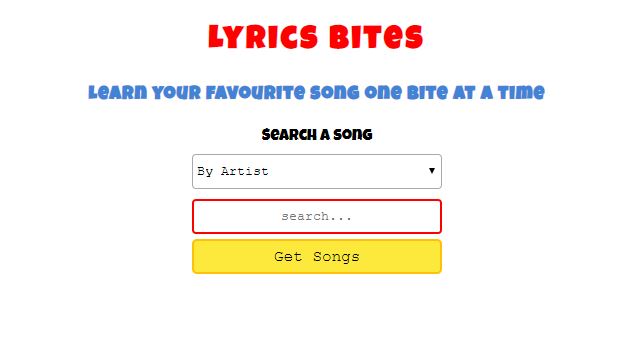 Lyrics Bites
Learn your favourite song one bite at a time
Search a song
By Artist
search...
Get Songs